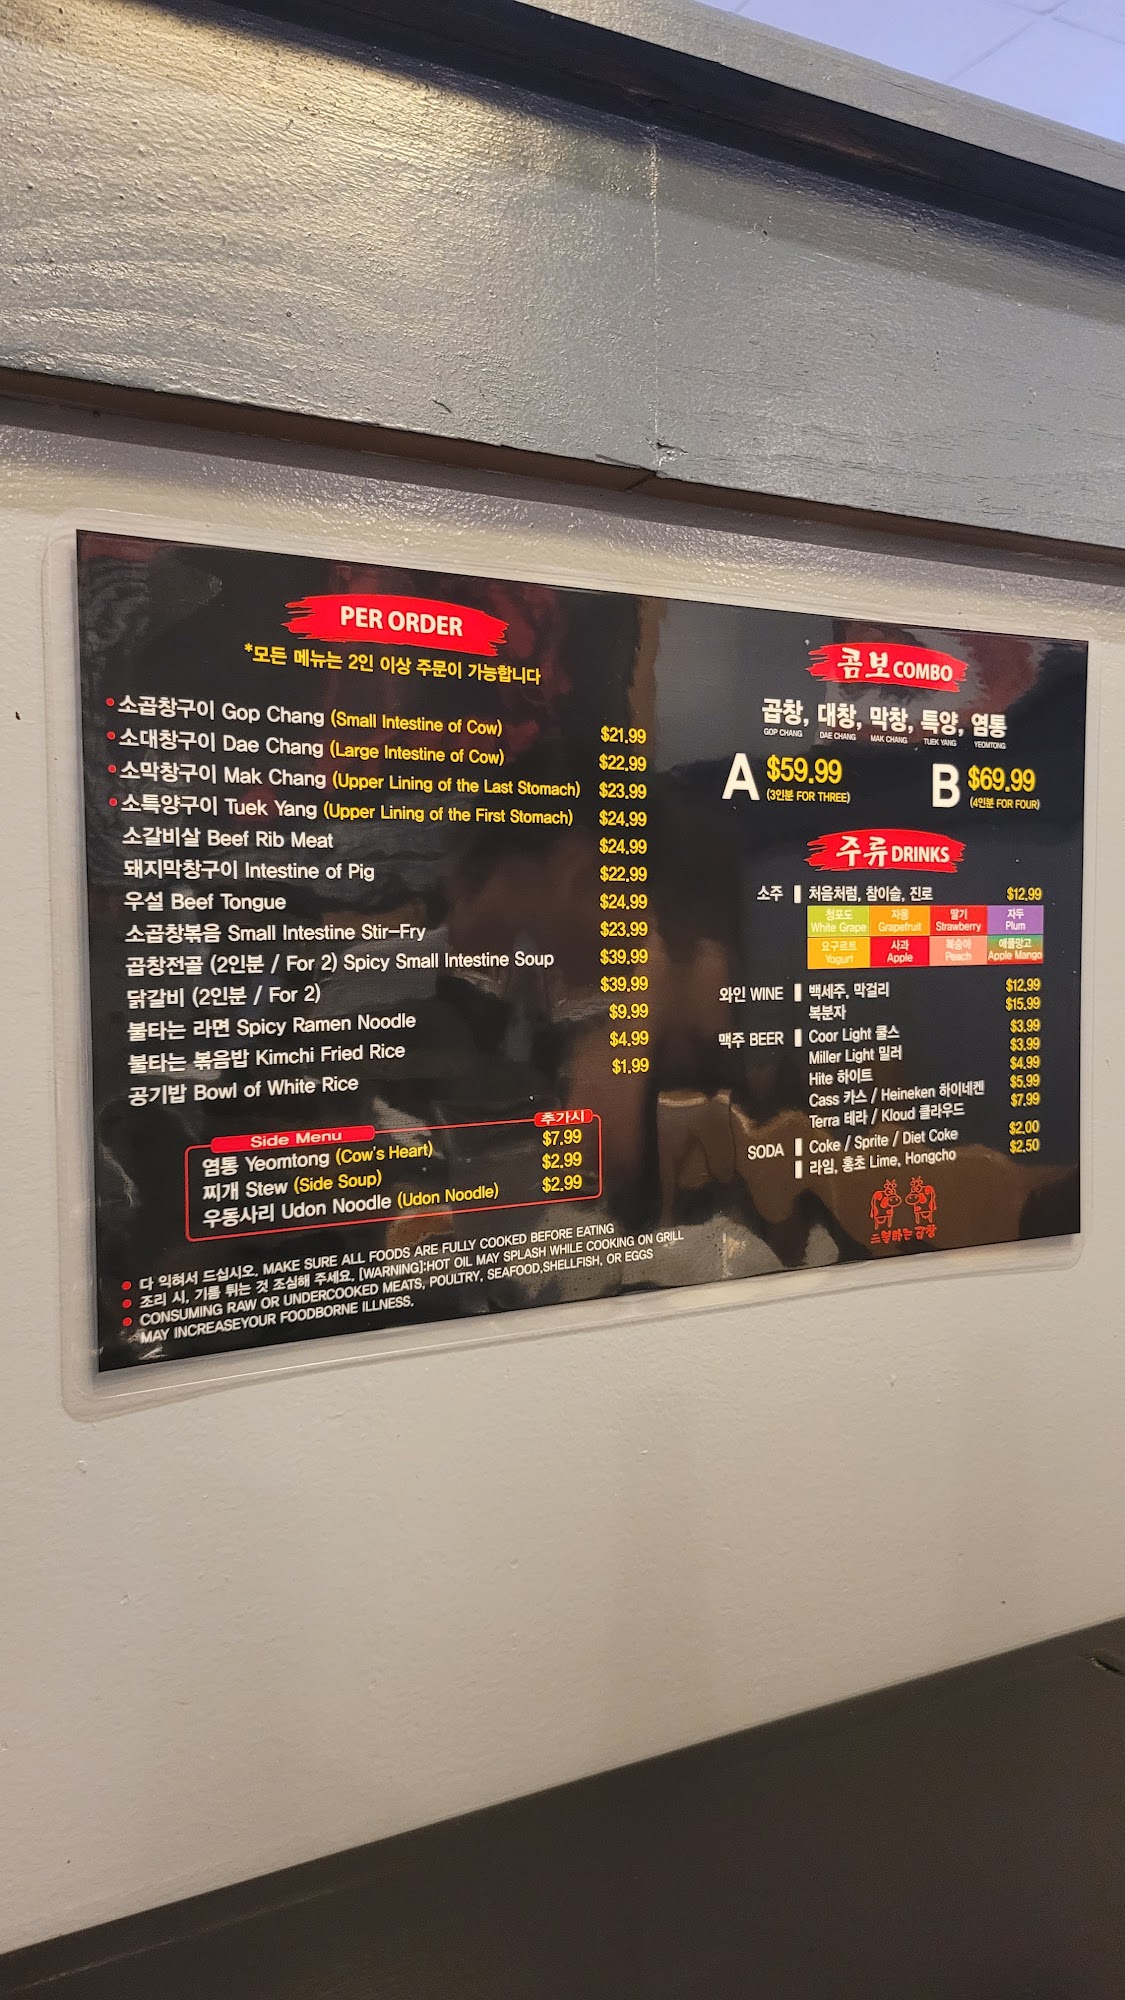 PER ORDER
*모든 메뉴는 2인 이상 주문이 가능합니다
소곱창구이 Gop Chang (Small Intestine of Cow) $21.99
소대창구이 Dae Chang (Large Intestine of Cow) $22.99
소막창구이 Mak Chang (Upper Lining of the Last Stomach) $23.99
소특양구이 Tuek Yang (Upper Lining of the First Stomach) $24.99
소갈비살 Beef Rib Meat $24.99
돼지막창구이 Intestine of Pig $22.99
우설 Beef Tongue $24.99
소곱창볶음 Small Intestine Stir-Fry $23.99
곱창전골 (2인분 / For 2) Spicy Small Intestine Soup $39.99
닭갈비 (2인분 / For 2) $39.99
불타는 라면 Spicy Ramen Noodle $9.99
불타는 볶음밥 Kimchi Fried Rice $4.99
공기밥 Bowl of White Rice $1.99
Side Menu 추가시
염통 Yeomtong (Cow's Heart) $7.99
찌개 Stew (Side Soup) $2.99
우동사리 Udon Noodle (Udon Noodle) $2.99
다 익혀서 드십시오. MAKE SURE ALL FOODS ARE FULLY COOKED BEFORE EATING
조리 시, 기름 튀는 것 조심해 주세요. [WARNING]:HOT OIL MAY SPLASH WHILE COOKING ON GRILL
CONSUMING RAW OR UNDERCOOKED MEATS, POULTRY, SEAFOOD,SHELLFISH, OR EGGS
MAY INCREASEYOUR FOODBORNE ILLNESS.
콤보 COMBO
곱창, 대창, 막창, 특양, 염통
GOP CHANG DAE CHANG MAK CHANG TUEK YANG YEOMTONG
A $59.99 B $69.99
(3인분 FOR THREE) (4인분 FOR FOUR)
주류 DRINKS
소주 처음처럼, 참이슬, 진로 $12.99
청포도 자몽 딸기 자두
White Grape Grapefruit Strawberry Plum
요구르트 사과 복숭아 애플망고
Yogurt Apple Peach Apple Mango
와인 WINE 백세주, 막걸리 $12.99
복분자 $15.99
맥주 BEER Coor Light 쿨스 $3.99
Miller Light 밀러 $3.99
Hite 하이트 $4.99
Cass 카스 / Heineken 하이네켄 $5.99
Terra 테라 / Kloud 클라우드 $7.99
SODA Coke / Sprite / Diet Coke $2.00
라임, 홍초 Lime, Hongcho $2.50
곱창